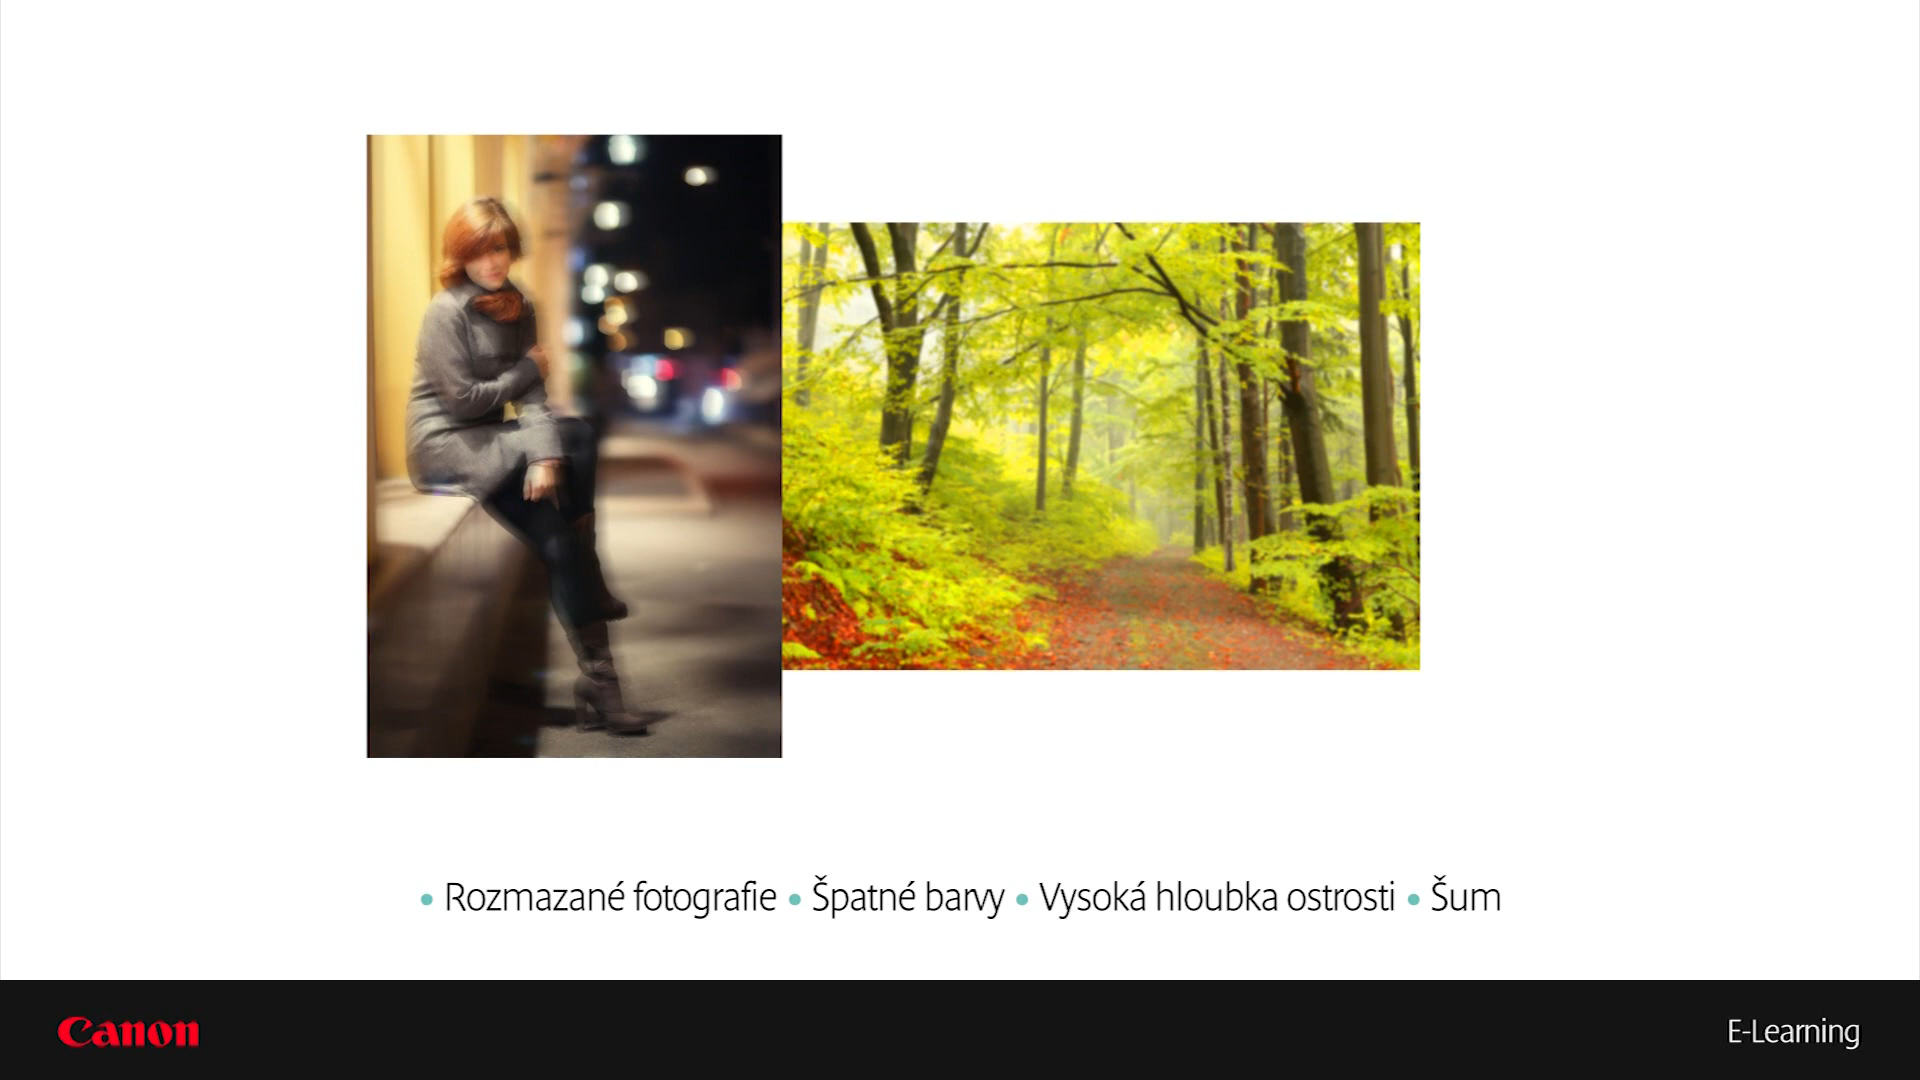 • Rozmazané fotografie • Špatné barvy • Vysoká hloubka ostrosti • Šum
Canon
E-Learning